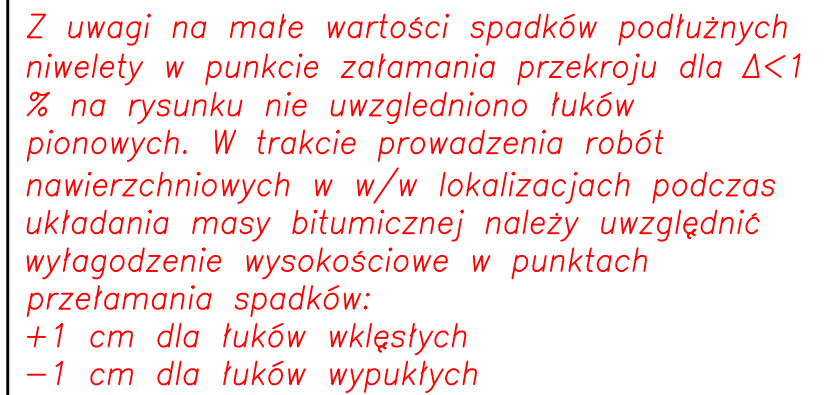 Z uwagi na małe wartości spadków podłużnych
niwelety w punkcie załamania przekroju dla Δ<1
% na rysunku nie uwzgledniono łuków
pionowych. W trakcie prowadzenia robót
nawierzchniowych w w/w lokalizacjach podczas
układania masy bitumicznej należy uwzględnić
wyłagodzenie wysokościowe w punktach
przełamania spadków:
+1 cm dla łuków wklęsłych
−1 cm dla łuków wypukłych